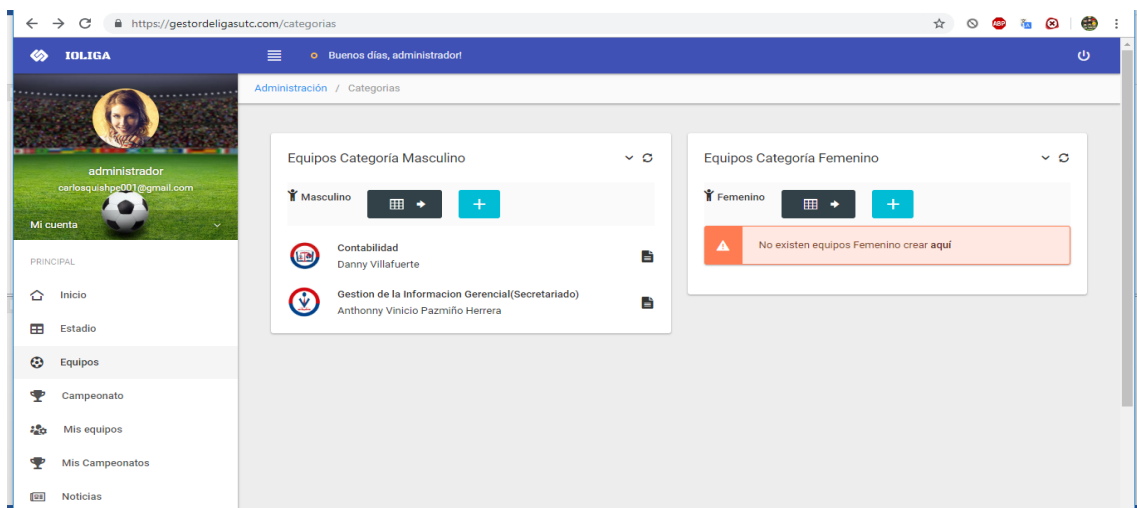 https://gestordeligasutc.com/categorias
ABP
IOLIGA
Buenos días, administrador!
administrador
carlosquishpe001@gmail.com
Mi cuenta
PRINCIPAL
Inicio
Estadio
Equipos
Campeonato
Mis equipos
Mis Campeonatos
Noticias
Administración / Categorias
Equipos Categoría Masculino
Masculino
Contabilidad
Danny Villafuerte
Gestion de la Informacion Gerencial(Secretariado)
Anthonny Vinicio Pazmiño Herrera
Equipos Categoría Femenino
Femenino
No existen equipos Femenino crear aquí